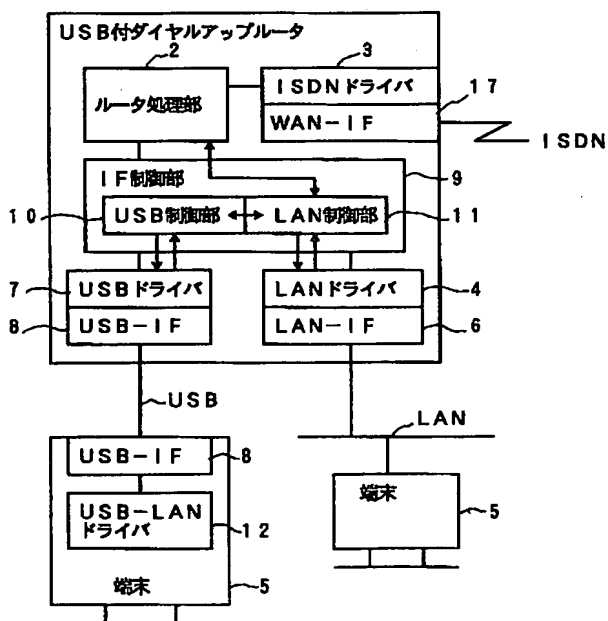 USB付ダイヤルアップルータ
2
3
ルータ処理部
ISDNドライバ
17
WAN-IF
ISDN
IF制御部
9
10
USB制御部
LAN制御部
11
7
USBドライバ
LANドライバ
4
8
USB-IF
LAN-IF
6
USB
LAN
USB-IF
8
USB-LAN
ドライバ
12
端末
5
端末
5